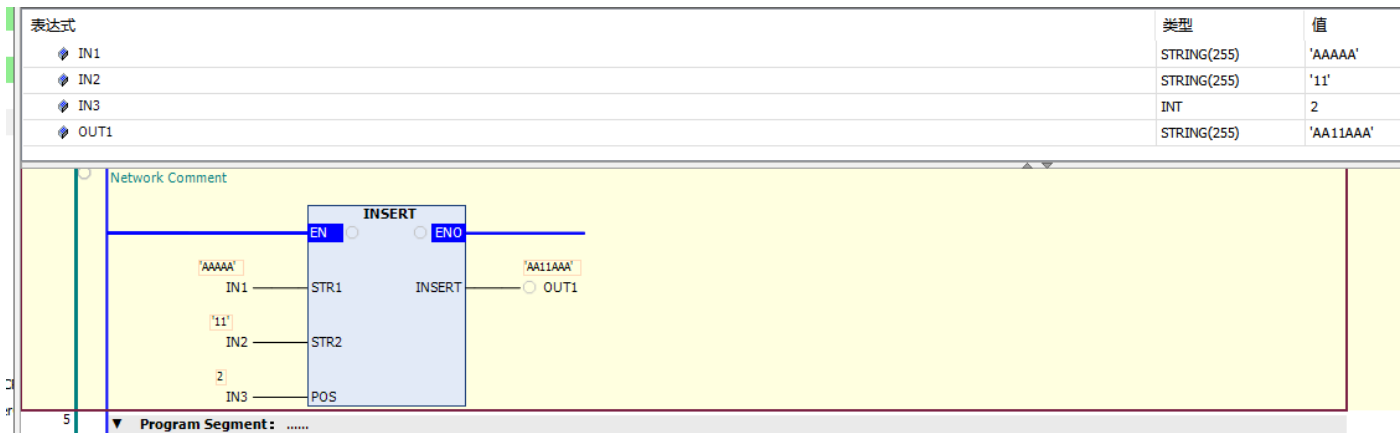 表达式 类型 值
IN1 STRING(255) 'AAAAA'
IN2 STRING(255) '11'
IN3 INT 2
OUT1 STRING(255) 'AA11AAA'
Network Comment
INSERT
EN ENO
'AAAAA' 'AA11AAA'
IN1 STR1 INSERT OUT1
'11'
IN2 STR2
2
IN3 POS
5 ▼ Program Segment: ......